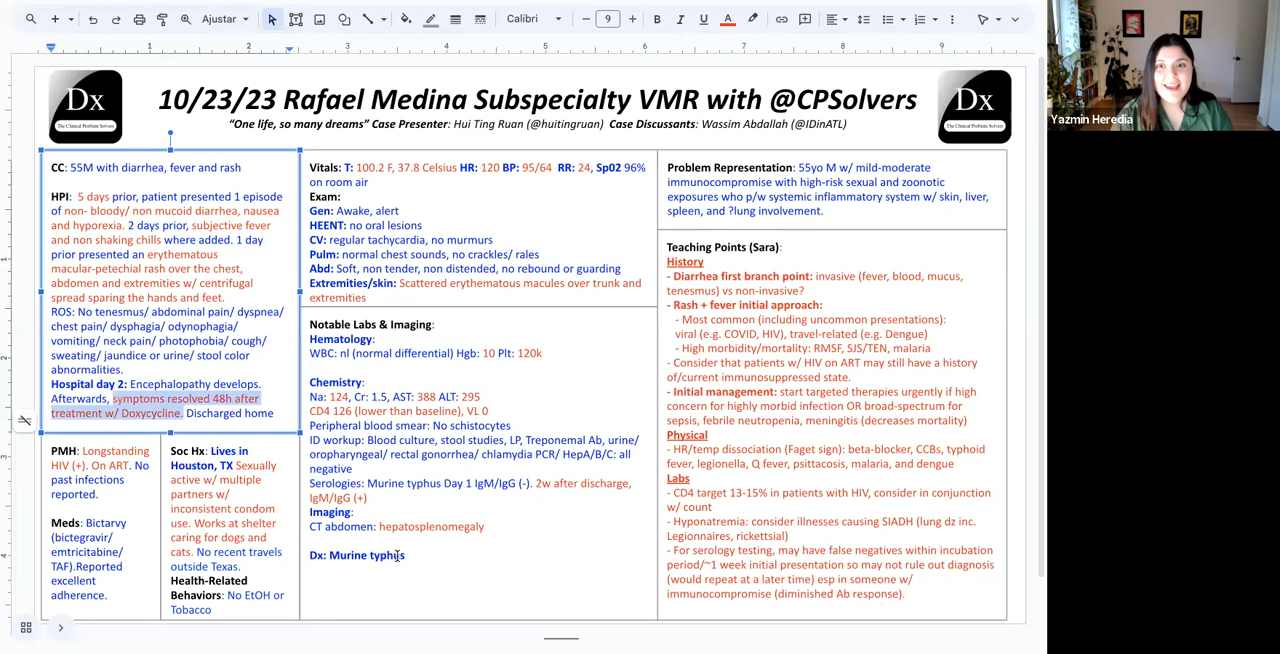 Ajustar
Calibri
9
B I U A
1 2 3 4 5 6 7 8 9
Dx
The Clinical Problem Solvers
10/23/23 Rafael Medina Subspecialty VMR with @CPSolvers
“One life, so many dreams” Case Presenter: Hui Ting Ruan (@huitingruan) Case Discussants: Wassim Abdallah (@IDinATL)
Dx
The Clinical Problem Solvers
Yazmin Heredia
CC: 55M with diarrhea, fever and rash
HPI: 5 days prior, patient presented 1 episode
of non- bloody/ non mucoid diarrhea, nausea
and hyporexia. 2 days prior, subjective fever
and non shaking chills where added. 1 day
prior presented an erythematous
macular-petechial rash over the chest,
abdomen and extremities w/ centrifugal
spread sparing the hands and feet.
ROS: No tenesmus/ abdominal pain/ dyspnea/
chest pain/ dysphagia/ odynophagia/
vomiting/ neck pain/ photophobia/ cough/
sweating/ jaundice or urine/ stool color
abnormalities.
Hospital day 2: Encephalopathy develops.
Afterwards, symptoms resolved 48h after
treatment w/ Doxycycline. Discharged home
PMH: Longstanding
HIV (+). On ART. No
past infections
reported.
Meds: Bictarvy
(bictegravir/
emtricitabine/
TAF).Reported
excellent
adherence.
Soc Hx: Lives in
Houston, TX Sexually
active w/ multiple
partners w/
inconsistent condom
use. Works at shelter
caring for dogs and
cats. No recent travels
outside Texas.
Health-Related
Behaviors: No EtOH or
Tobacco
Vitals: T: 100.2 F, 37.8 Celsius HR: 120 BP: 95/64 RR: 24, Sp02 96%
on room air
Exam:
Gen: Awake, alert
HEENT: no oral lesions
CV: regular tachycardia, no murmurs
Pulm: normal chest sounds, no crackles/ rales
Abd: Soft, non tender, non distended, no rebound or guarding
Extremities/skin: Scattered erythematous macules over trunk and
extremities
Notable Labs & Imaging:
Hematology:
WBC: nl (normal differential) Hgb: 10 Plt: 120k
Chemistry:
Na: 124, Cr: 1.5, AST: 388 ALT: 295
CD4 126 (lower than baseline), VL 0
Peripheral blood smear: No schistocytes
ID workup: Blood culture, stool studies, LP, Treponemal Ab, urine/
oropharyngeal/ rectal gonorrhea/ chlamydia PCR/ HepA/B/C: all
negative
Serologies: Murine typhus Day 1 IgM/IgG (-). 2w after discharge,
IgM/IgG (+)
Imaging:
CT abdomen: hepatosplenomegaly
Dx: Murine typhus
Problem Representation: 55yo M w/ mild-moderate
immunocompromise with high-risk sexual and zoonotic
exposures who p/w systemic inflammatory system w/ skin, liver,
spleen, and ?lung involvement.
Teaching Points (Sara):
History
- Diarrhea first branch point: invasive (fever, blood, mucus,
tenesmus) vs non-invasive?
- Rash + fever initial approach:
- Most common (including uncommon presentations):
viral (e.g. COVID, HIV), travel-related (e.g. Dengue)
- High morbidity/mortality: RMSF, SJS/TEN, malaria
- Consider that patients w/ HIV on ART may still have a history
of/current immunosuppressed state.
- Initial management: start targeted therapies urgently if high
concern for highly morbid infection OR broad-spectrum for
sepsis, febrile neutropenia, meningitis (decreases mortality)
Physical
- HR/temp dissociation (Faget sign): beta-blocker, CCBs, typhoid
fever, legionella, Q fever, psittacosis, malaria, and dengue
Labs
- CD4 target 13-15% in patients with HIV, consider in conjunction
w/ count
- Hyponatremia: consider illnesses causing SIADH (lung dz inc.
Legionnaires, rickettsial)
- For serology testing, may have false negatives within incubation
period/~1 week initial presentation so may not rule out diagnosis
(would repeat at a later time) esp in someone w/
immunocompromise (diminished Ab response).
1
2
3
4